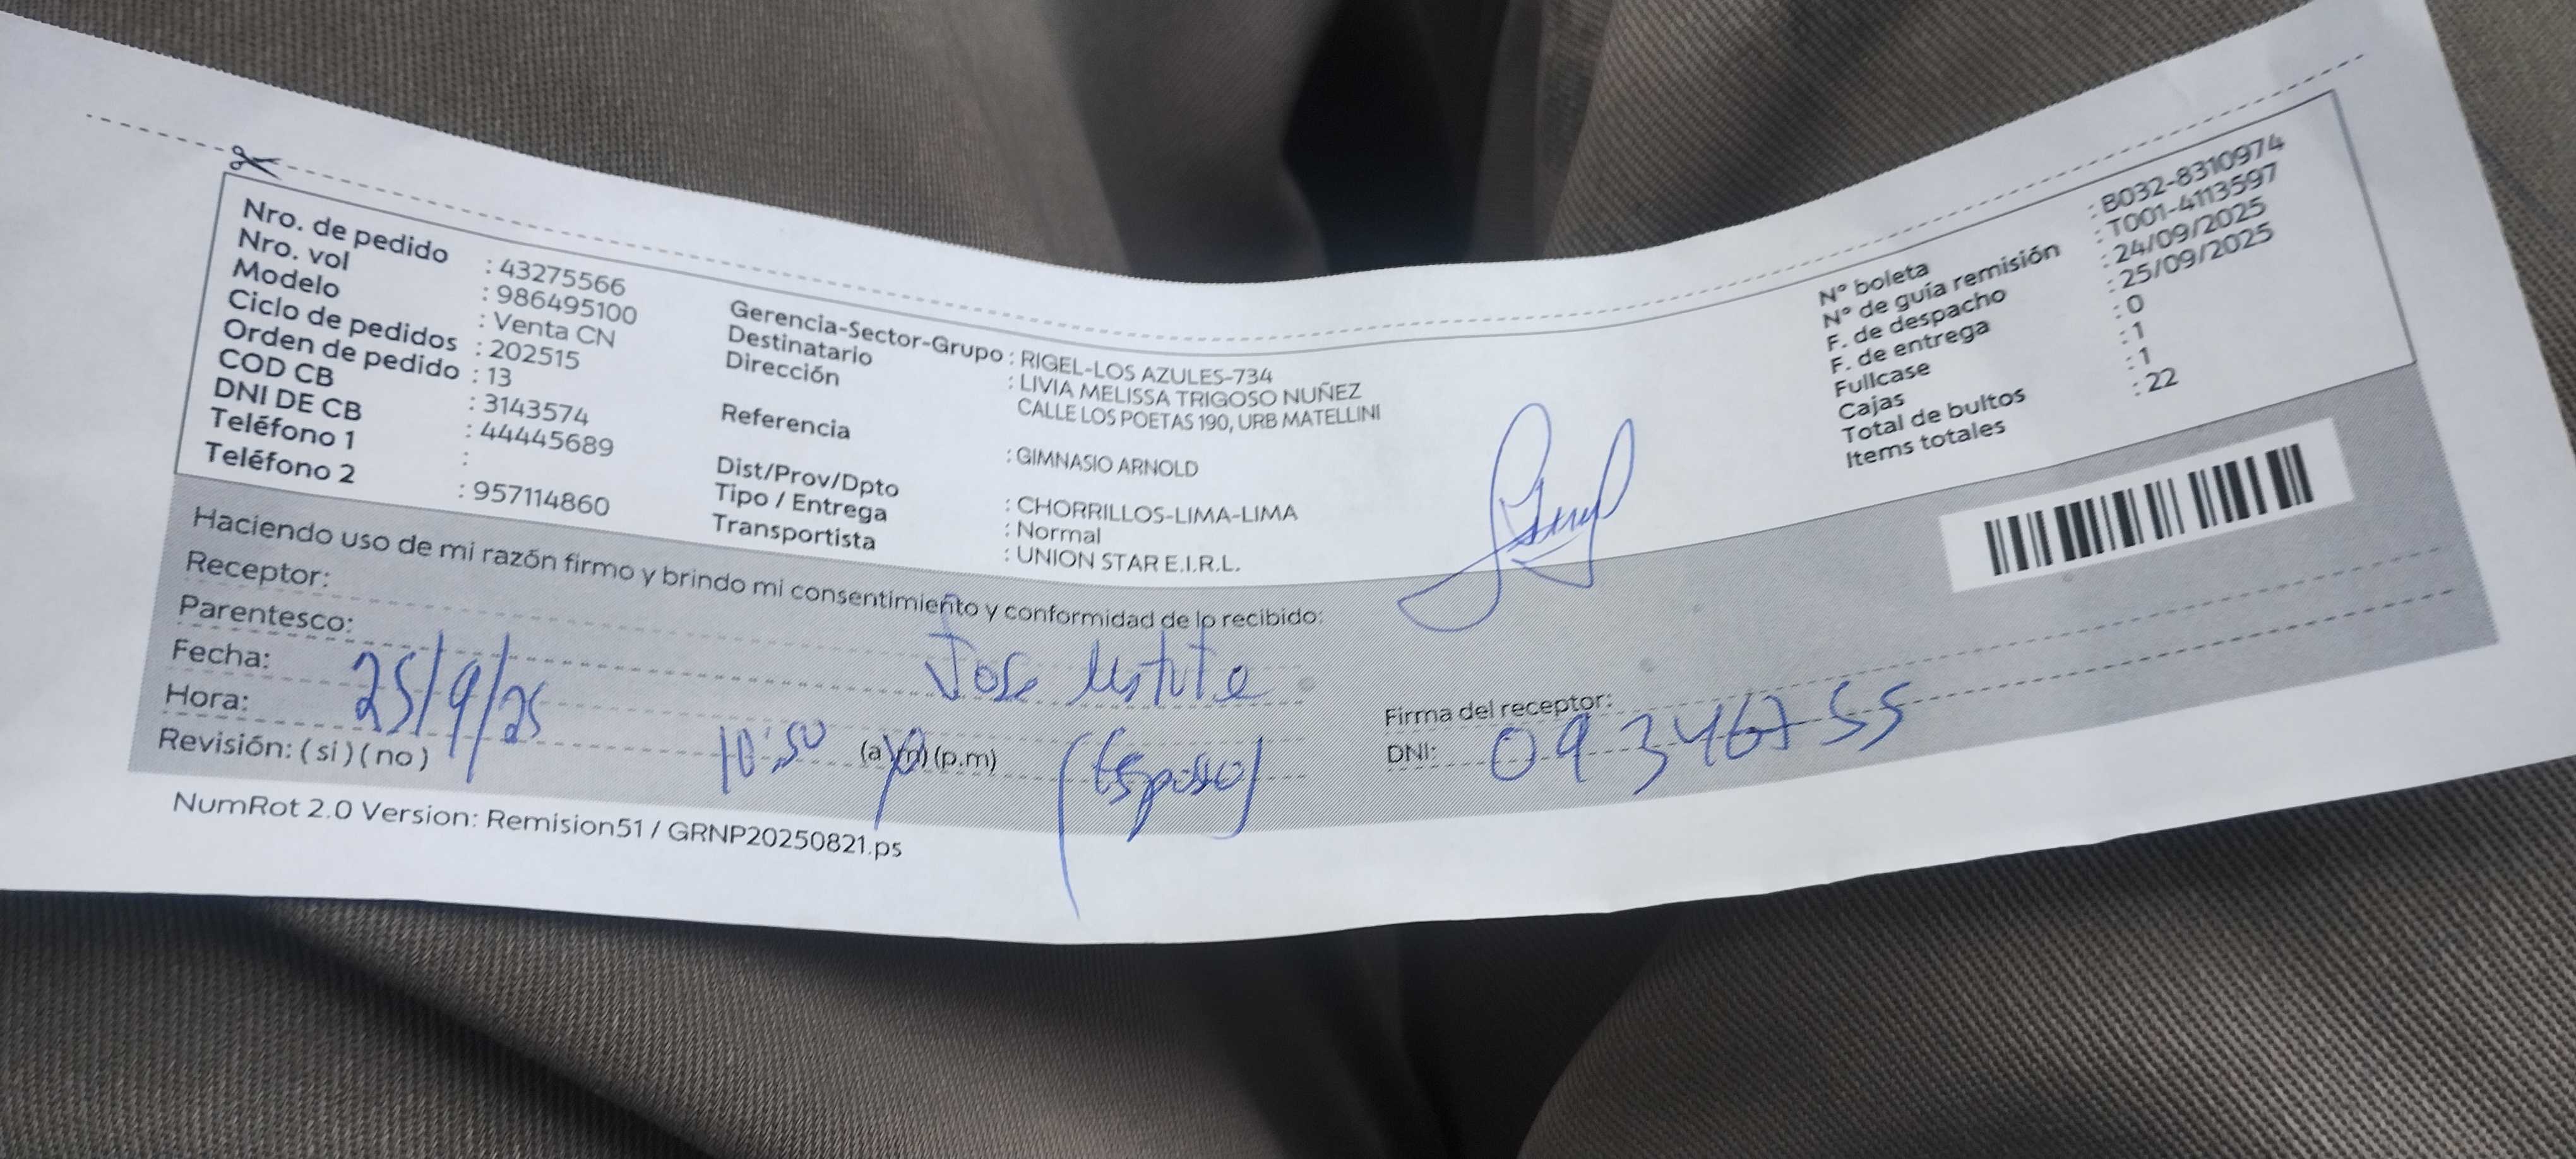 Nro. de pedido : 43275566
Nro. vol : 986495100
Modelo : Venta CN
Ciclo de pedidos : 202515
Orden de pedido : 13
COD CB : 3143574
DNI DE CB : 44445689
Teléfono 1 :
Teléfono 2 : 957114860
Gerencia-Sector-Grupo : RIGEL-LOS AZULES-734
Destinatario : LIVIA MELISSA TRIGOSO NUÑEZ
Dirección CALLE LOS POETAS 190, URB MATELLINI
Referencia : GIMNASIO ARNOLD
Dist/Prov/Dpto : CHORRILLOS-LIMA-LIMA
Tipo / Entrega : Normal
Transportista : UNION STAR E.I.R.L.
N° boleta : B032-8310974
N° de guía remisión : T001-4113597
F. de despacho : 24/09/2025
F. de entrega : 25/09/2025
Fullcase : 0
Cajas : 1
Total de bultos : 1
Items totales : 22
Haciendo uso de mi razón firmo y brindo mi consentimiento y conformidad de lo recibido:
Receptor: Jose
Parentesco: (Esposo)
Fecha: 25/9/25
Hora: 10:50 (a.m) (p.m)
Revisión: ( si ) ( no )
Firma del receptor:
DNI: 09346755
NumRot 2.0 Version: Remision51 / GRNP20250821.ps